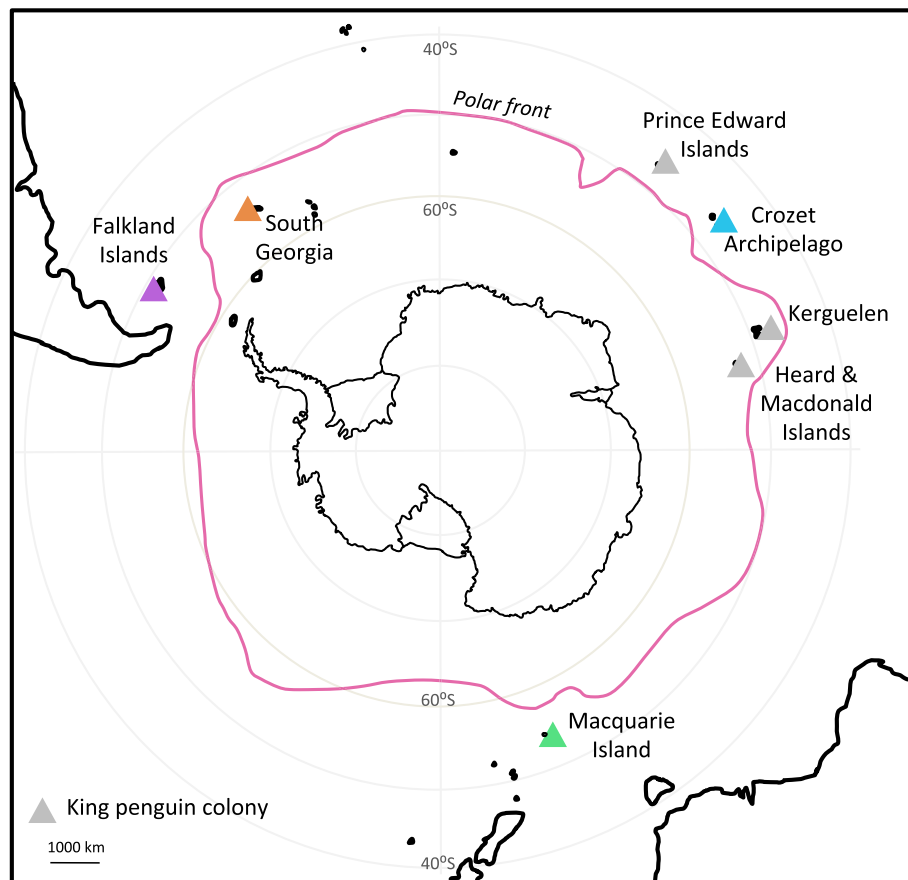 40°S
Polar front
Prince Edward
Islands
60°S
South
Georgia
Falkland
Islands
Crozet
Archipelago
Kerguelen
Heard &
Macdonald
Islands
60°S
Macquarie
Island
King penguin colony
1000 km
40°S